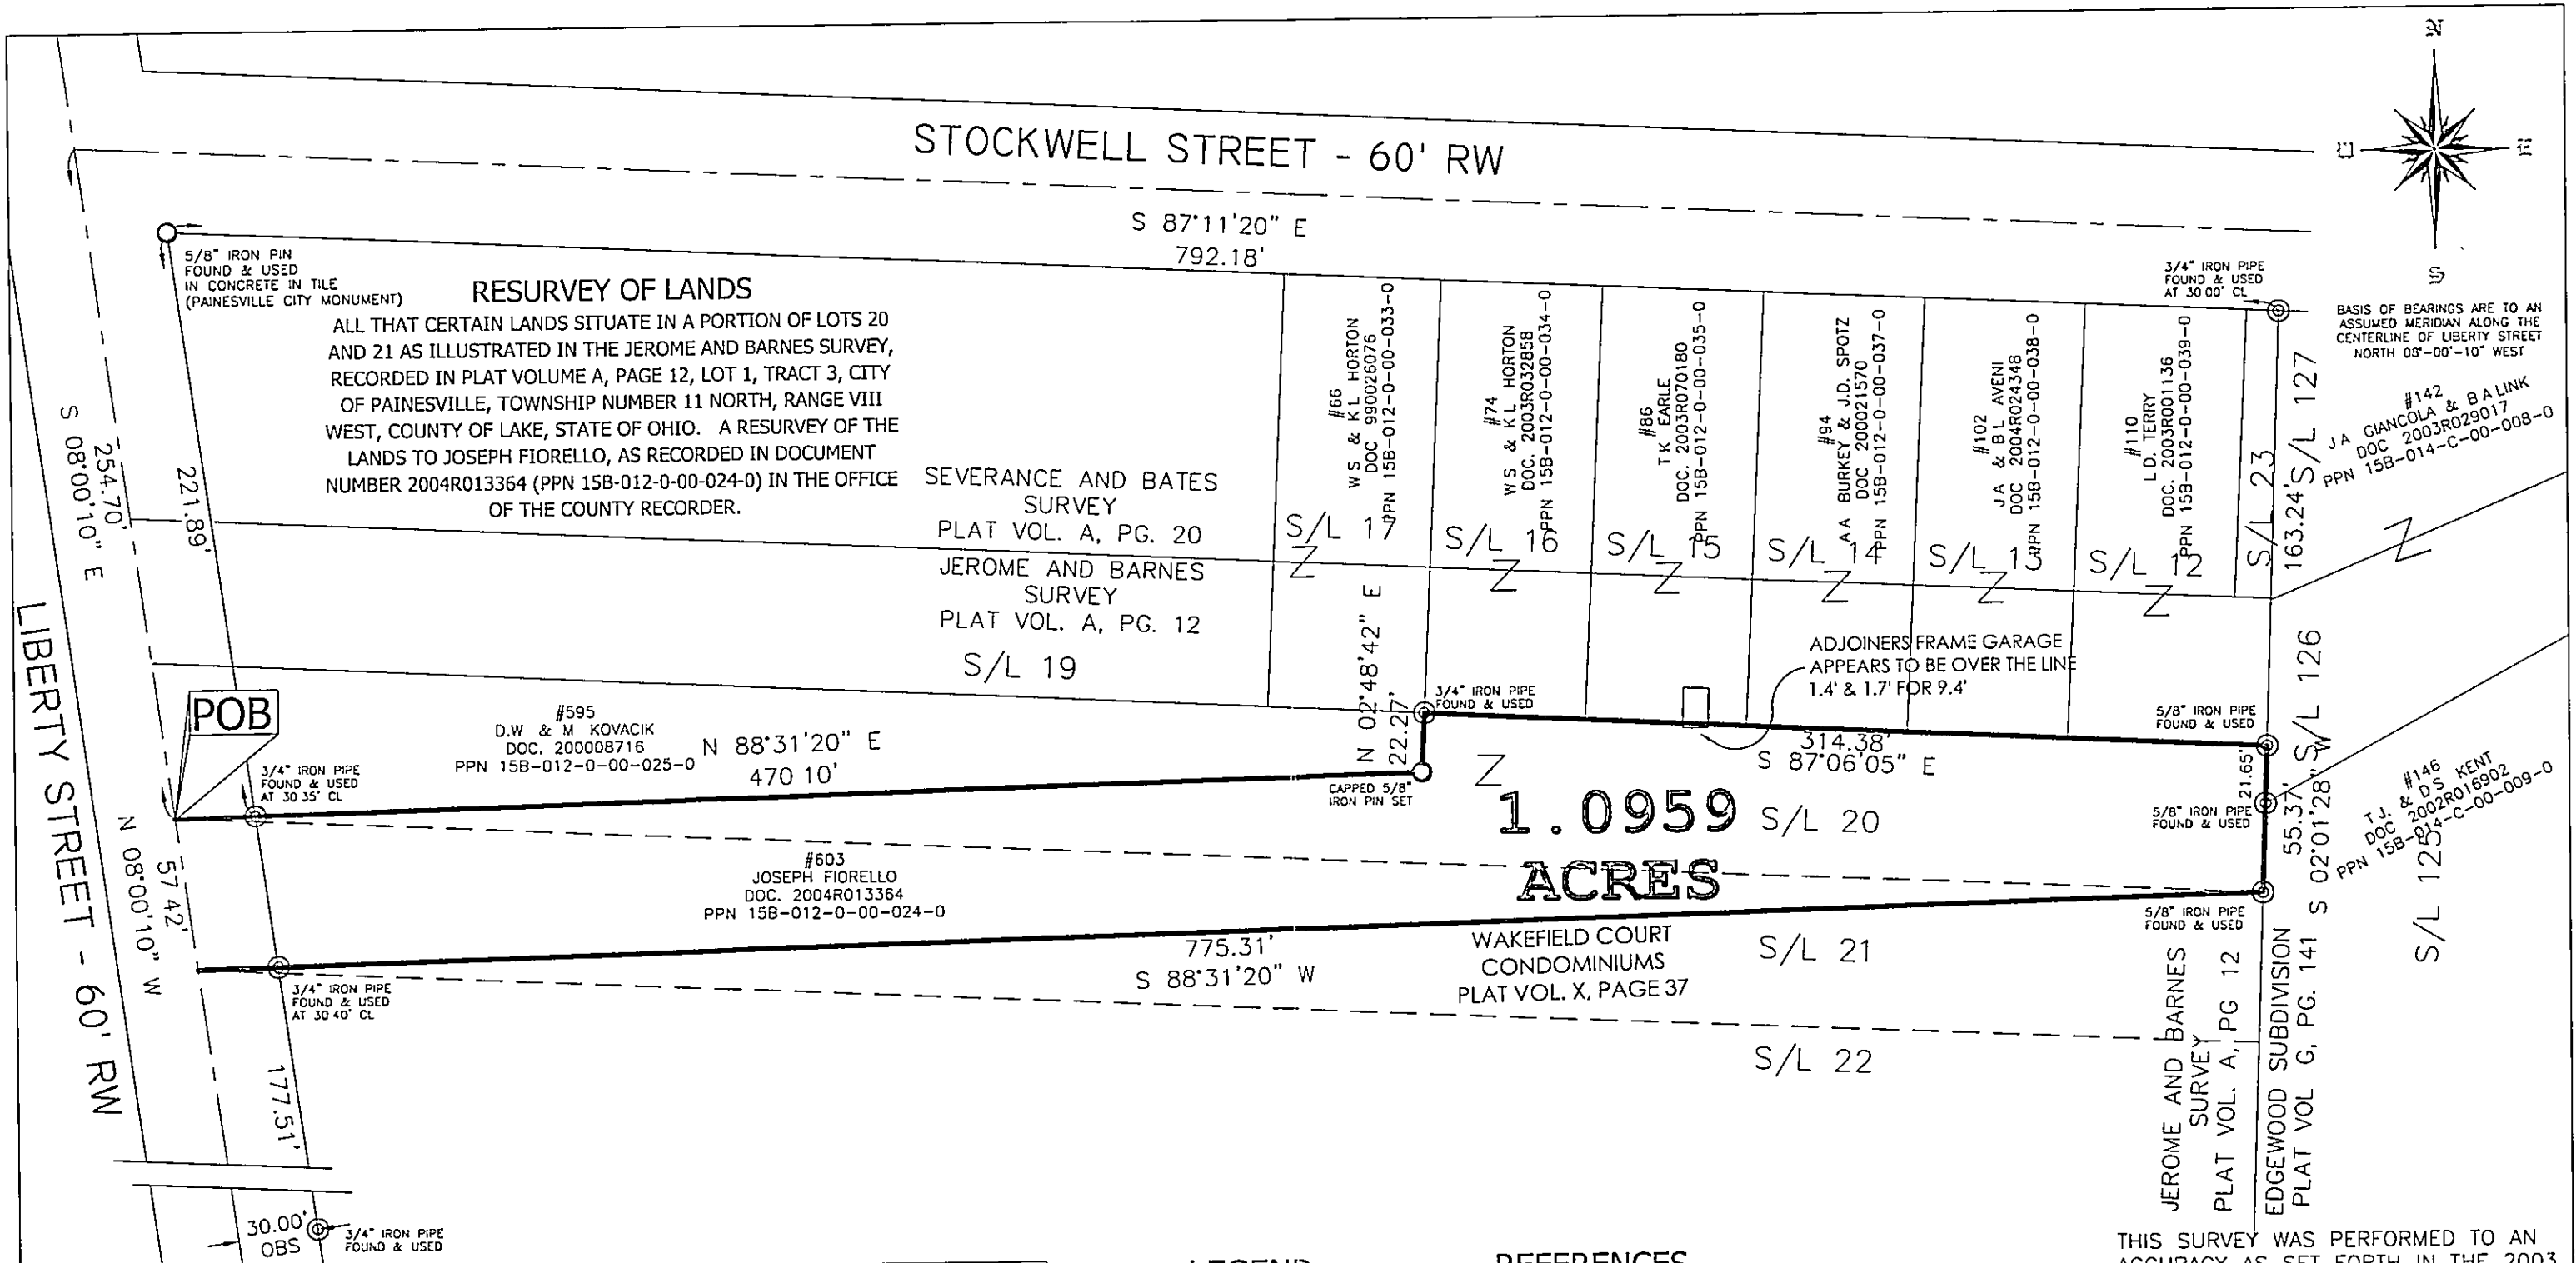 N
E
S
STOCKWELL STREET - 60' RW
S 87°11'20" E
792.18'
5/8" IRON PIN
FOUND & USED
IN CONCRETE IN TILE
(PAINESVILLE CITY MONUMENT)
RESURVEY OF LANDS
ALL THAT CERTAIN LANDS SITUATE IN A PORTION OF LOTS 20
AND 21 AS ILLUSTRATED IN THE JEROME AND BARNES SURVEY,
RECORDED IN PLAT VOLUME A, PAGE 12, LOT 1, TRACT 3, CITY
OF PAINESVILLE, TOWNSHIP NUMBER 11 NORTH, RANGE VIII
WEST, COUNTY OF LAKE, STATE OF OHIO. A RESURVEY OF THE
LANDS TO JOSEPH FIORELLO, AS RECORDED IN DOCUMENT
NUMBER 2004R013364 (PPN 15B-012-0-00-024-0) IN THE OFFICE
OF THE COUNTY RECORDER.
3/4" IRON PIPE
FOUND & USED
AT 30 00' CL
BASIS OF BEARINGS ARE TO AN
ASSUMED MERIDIAN ALONG THE
CENTERLINE OF LIBERTY STREET
NORTH 08°-00'-10" WEST
S 08°00'10" E
254.70'
221.89'
SEVERANCE AND BATES
SURVEY
PLAT VOL. A, PG. 20
JEROME AND BARNES
SURVEY
PLAT VOL. A, PG. 12
S/L 19
#66
WS & KL HORTON
DOC 990026076
PPN 15B-012-0-00-033-0
S/L 17
Z
#74
WS & KL HORTON
DOC. 2003R032858
PPN 15B-012-0-00-034-0
S/L 16
Z
#86
TK EARLE
DOC. 2003R070180
PPN 15B-012-0-00-035-0
S/L 15
Z
#94
AA BURKEY & J.D. SPOTZ
DOC 200021570
PPN 15B-012-0-00-037-0
S/L 14
Z
#102
JA & BL AVENI
DOC 2004R024348
PPN 15B-012-0-00-038-0
S/L 13
Z
#110
L.D. TERRY
DOC. 2003R001136
PPN 15B-012-0-00-039-0
S/L 12
Z
S/L 23
163.24'
S/L 127
#142
JA GIANCOLA & BA LINK
DOC 2003R029017
PPN 15B-014-C-00-008-0
Z
LIBERTY STREET - 60' RW
POB
#595
D.W & M KOVACIK
DOC. 200008716
PPN 15B-012-0-00-025-0
N 88°31'20" E
470 10'
3/4" IRON PIPE
FOUND & USED
AT 30 35' CL
N 02°48'42" E
22.27'
3/4" IRON PIPE
FOUND & USED
CAPPED 5/8"
IRON PIN SET
ADJOINERS FRAME GARAGE
APPEARS TO BE OVER THE LINE
1.4' & 1.7' FOR 9.4'
314.38'
S 87°06'05" E
Z
1.0959
ACRES
S/L 20
5/8" IRON PIPE
FOUND & USED
21.65'
S/L 126
5/8" IRON PIPE
FOUND & USED
55.37'
S 02°01'28" W
#146
TJ. & DS KENT
DOC 2002R016902
PPN 15B-014-C-00-009-0
S/L 125
N 08°00'10" W
57 42'
#603
JOSEPH FIORELLO
DOC. 2004R013364
PPN 15B-012-0-00-024-0
775.31'
S 88°31'20" W
WAKEFIELD COURT
CONDOMINIUMS
PLAT VOL. X, PAGE 37
S/L 21
5/8" IRON PIPE
FOUND & USED
3/4" IRON PIPE
FOUND & USED
AT 30 40' CL
S/L 22
177.51'
JEROME AND BARNES
SURVEY
PLAT VOL. A, PG 12
EDGEWOOD SUBDIVISION
PLAT VOL G, PG. 141
30.00'
OBS
3/4" IRON PIPE
FOUND & USED
LEGEND
REFERENCES
THIS SURVEY WAS PERFORMED TO AN
ACCURACY AS SET FORTH IN THE 2003